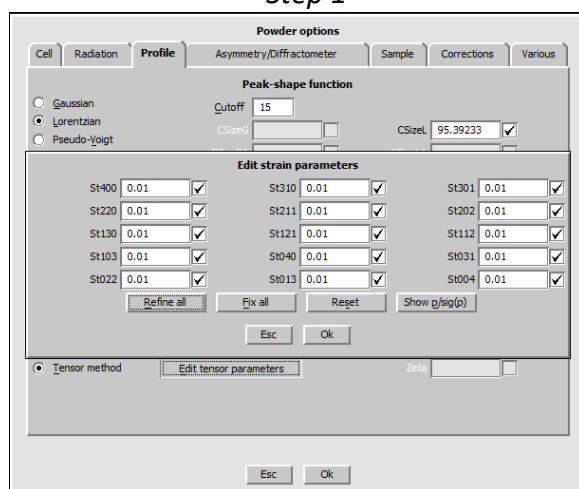 Step 1
Powder options
Cell Radiation Profile Asymmetry/Diffractometer Sample Corrections Various
Peak-shape function
Gaussian Cutoff 15
Lorentzian CSizeG CSizeL 95.39233
Pseudo-Voigt
Edit strain parameters
St400 0.01 St310 0.01 St301 0.01
St220 0.01 St211 0.01 St202 0.01
St130 0.01 St121 0.01 St112 0.01
St103 0.01 St040 0.01 St031 0.01
St022 0.01 St013 0.01 St004 0.01
Refine all Fix all Reset Show p/sig(p)
Esc Ok
Tensor method Edit tensor parameters Zeta
Esc Ok